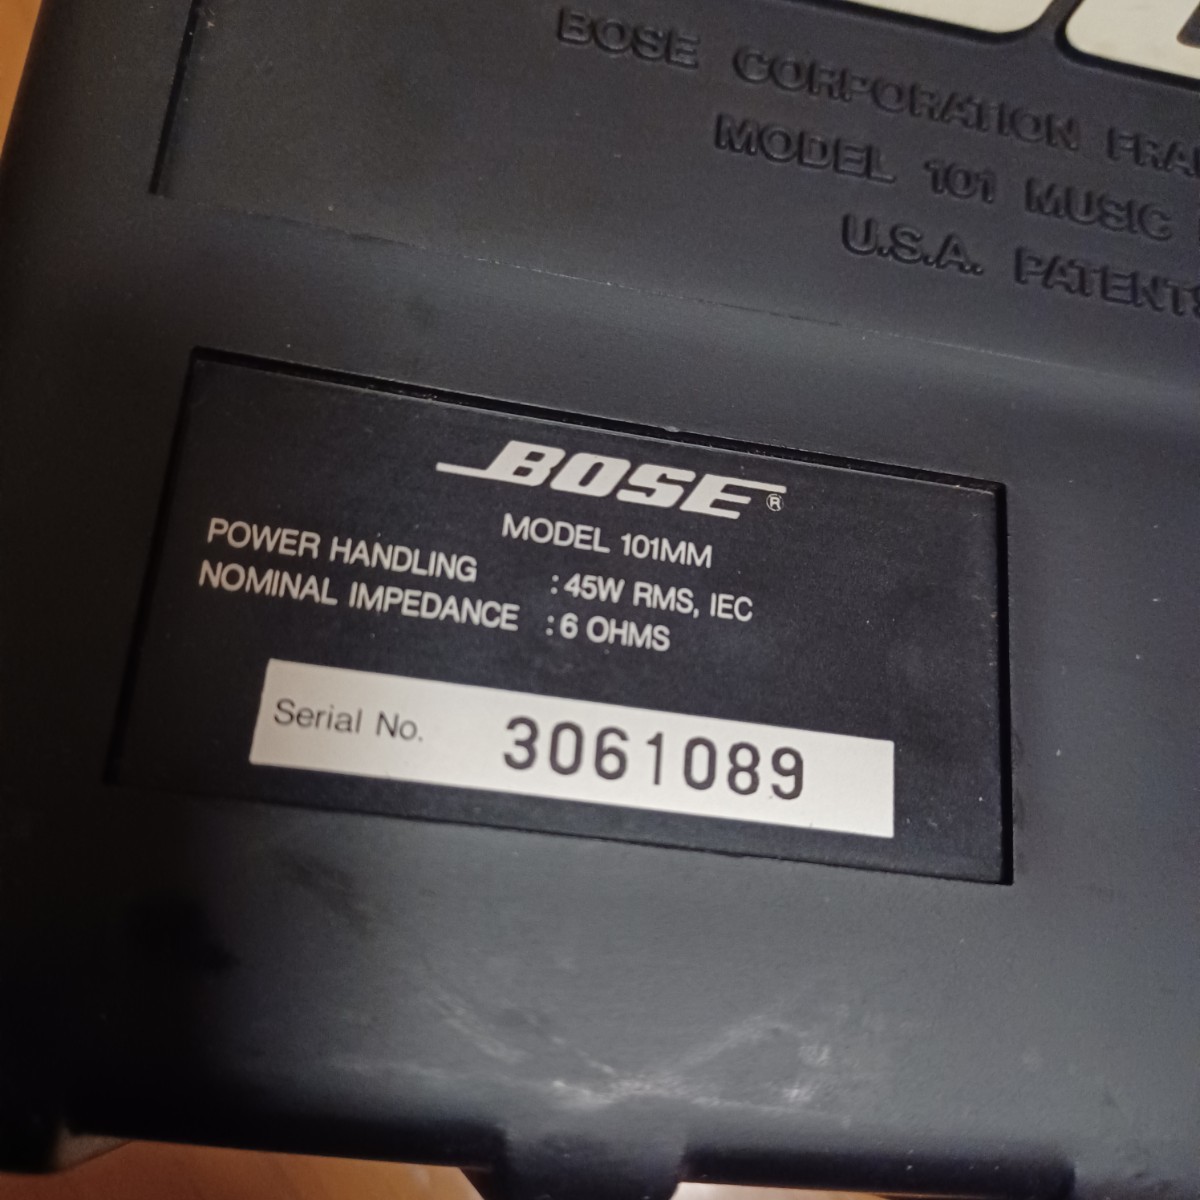 BOSE CORPORATION
MODEL 101 MUSIC
U.S.A. PATENTS
BOSE®
MODEL 101MM
POWER HANDLING : 45W RMS, IEC
NOMINAL IMPEDANCE : 6 OHMS
Serial No. 3061089